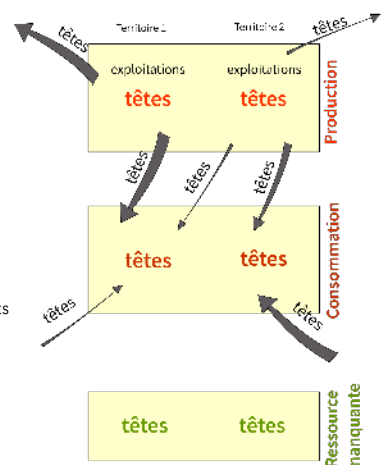 Territoire 1 Territoire 2
têtes têtes
exploitations exploitations
têtes têtes
Production
têtes têtes têtes
têtes têtes
Consommation
têtes têtes
têtes têtes
Ressource
manquante